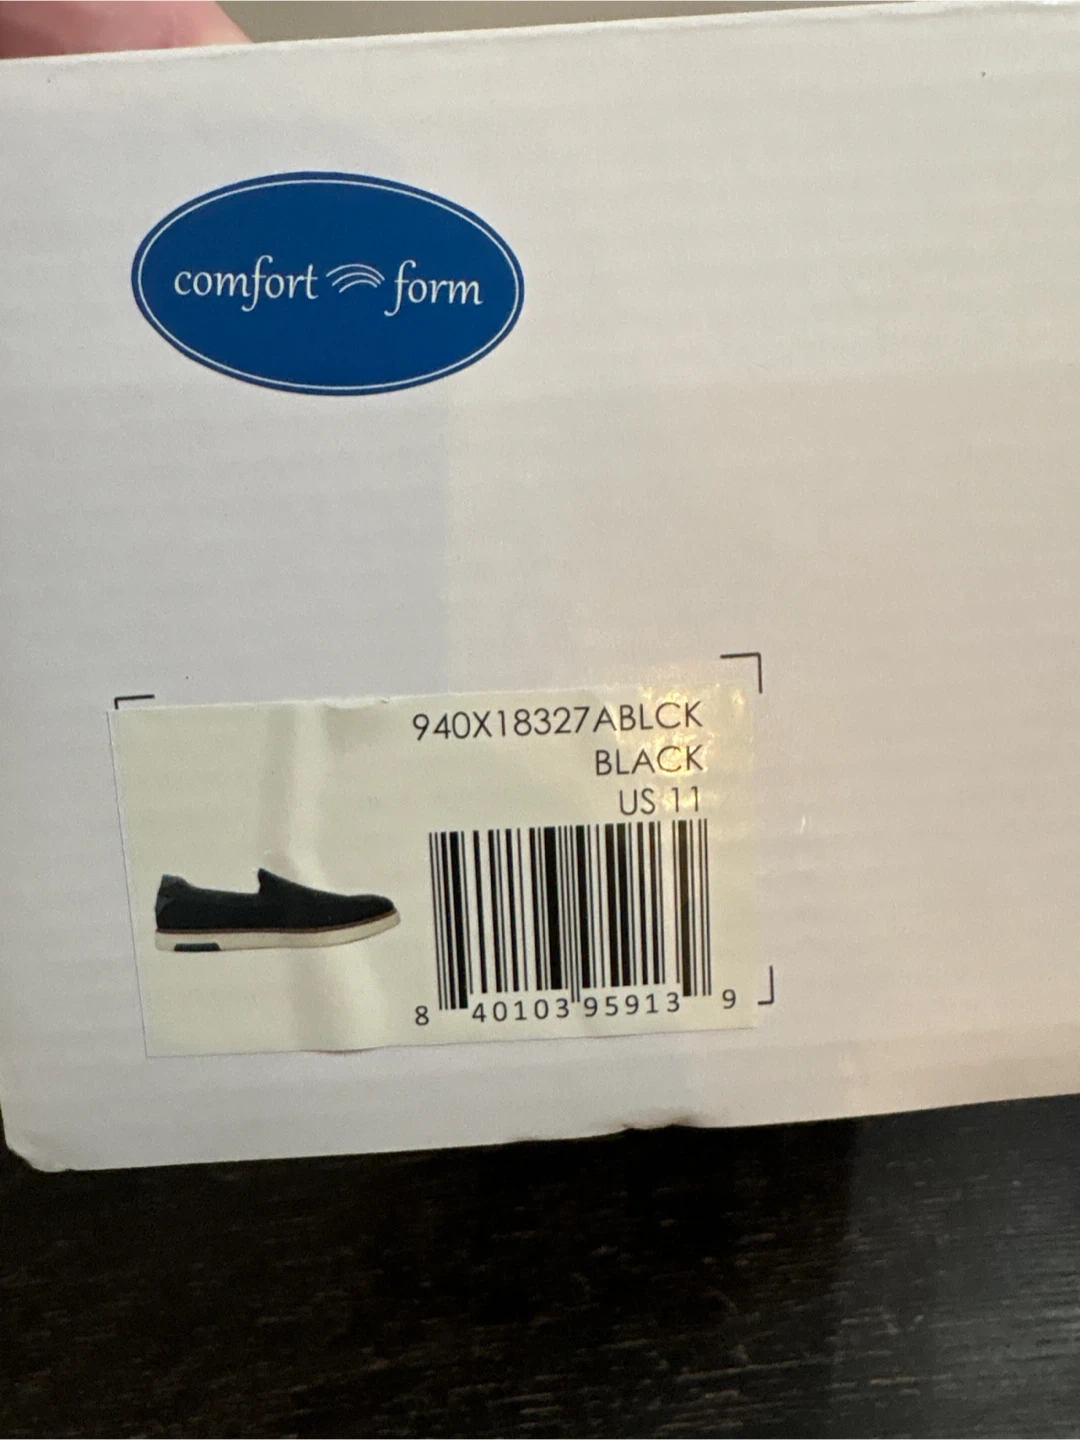 comfort form
940X18327ABLCK
BLACK
US 11
8 40103 95913 9